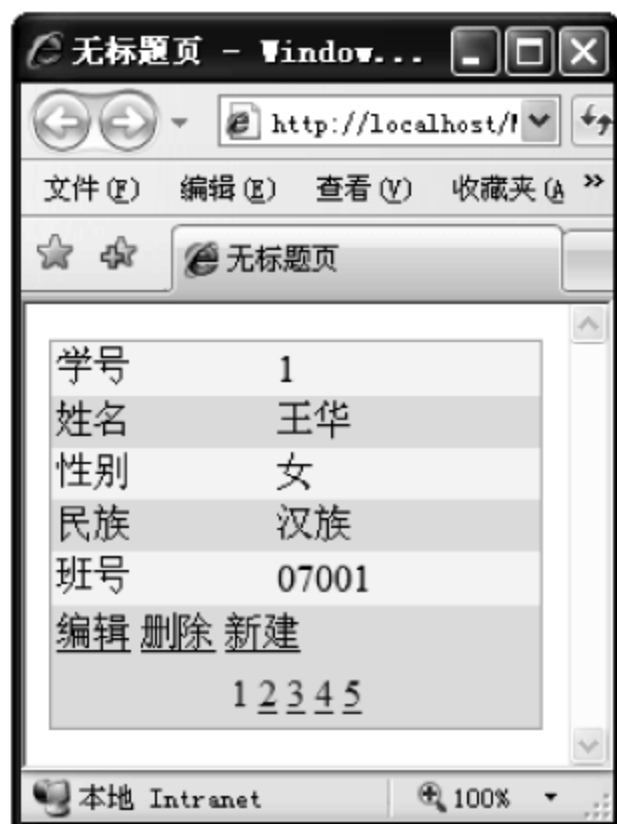 无标题页 - Window...
http://localhost/
文件(F) 编辑(E) 查看(V) 收藏夹(A »
无标题页
学号 1
姓名 王华
性别 女
民族 汉族
班号 07001
编辑 删除 新建
1 2 3 4 5
本地 Intranet 100%